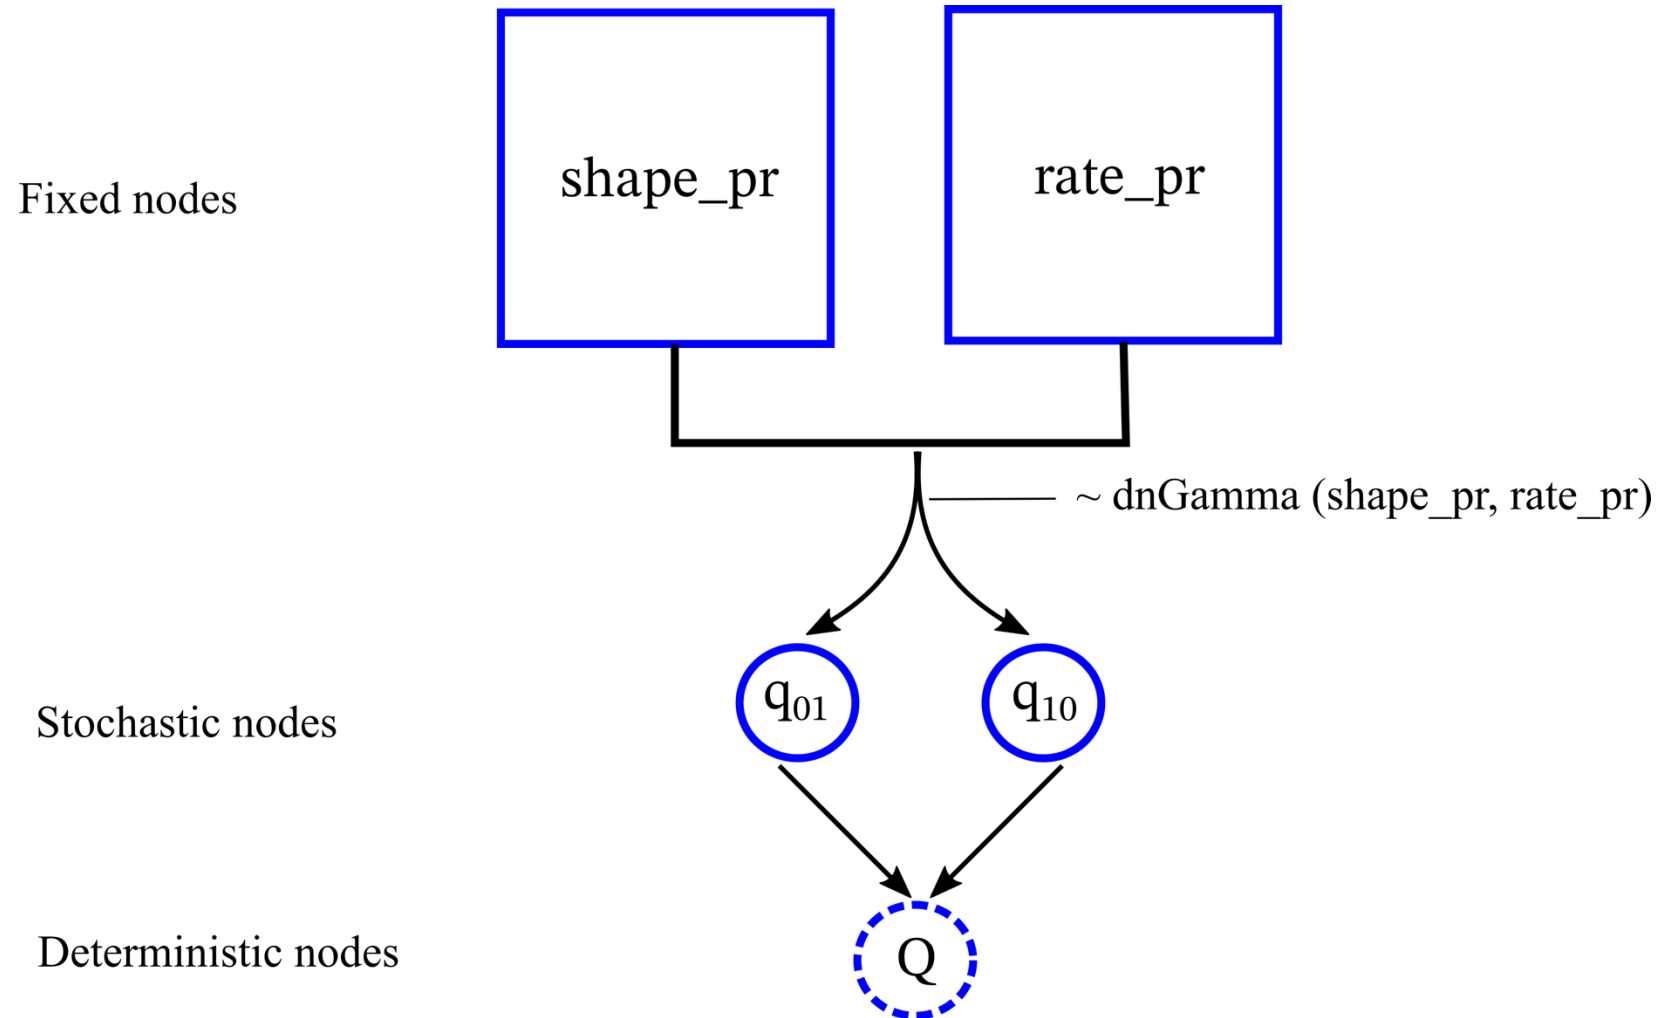 Fixed nodes
shape_pr
rate_pr
~ dnGamma (shape_pr, rate_pr)
Stochastic nodes
q₀₁
q₁₀
Deterministic nodes
Q